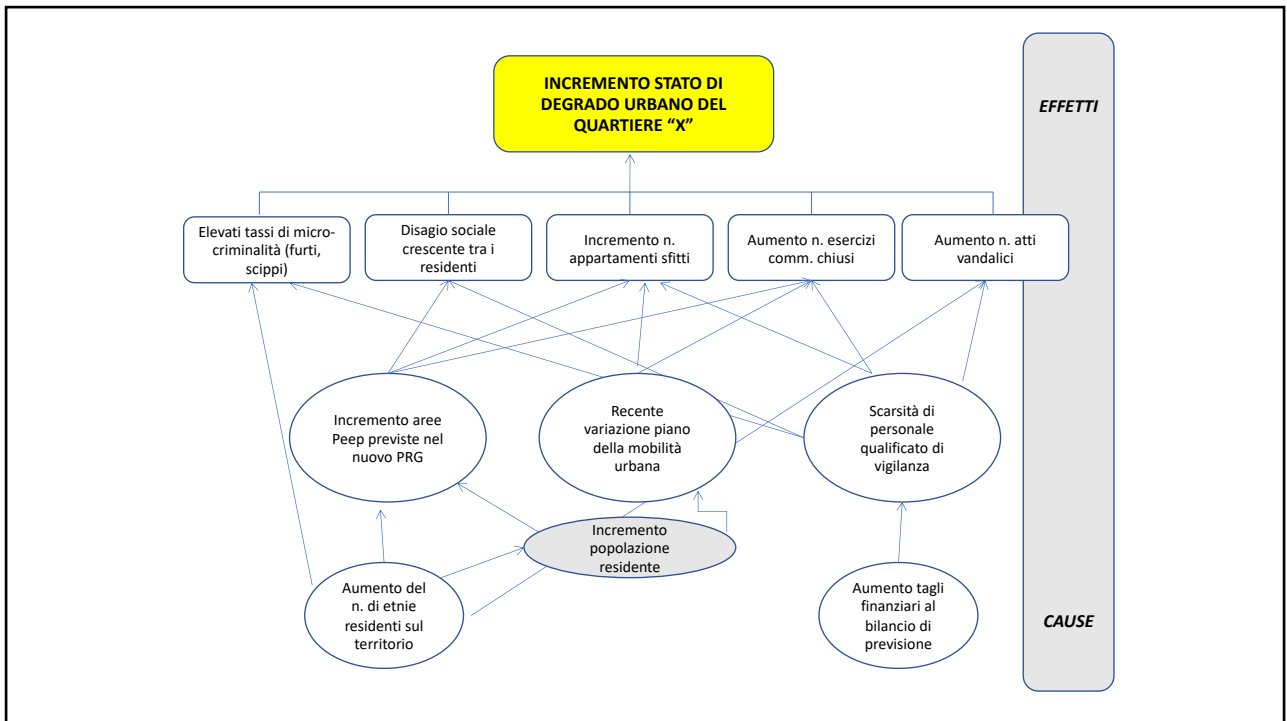 INCREMENTO STATO DI
DEGRADO URBANO DEL
QUARTIERE “X”
EFFETTI
Elevati tassi di micro-
criminalità (furti,
scippi)
Disagio sociale
crescente tra i
residenti
Incremento n.
appartamenti sfitti
Aumento n. esercizi
comm. chiusi
Aumento n. atti
vandalici
Incremento aree
Peep previste nel
nuovo PRG
Recente
variazione piano
della mobilità
urbana
Scarsità di
personale
qualificato di
vigilanza
Incremento
popolazione
residente
Aumento del
n. di etnie
residenti sul
territorio
Aumento tagli
finanziari al
bilancio di
previsione
CAUSE